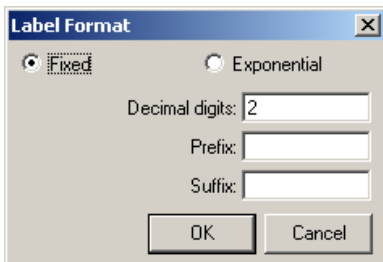 Label Format
Fixed Exponential
Decimal digits: 2
Prefix:
Suffix:
OK Cancel